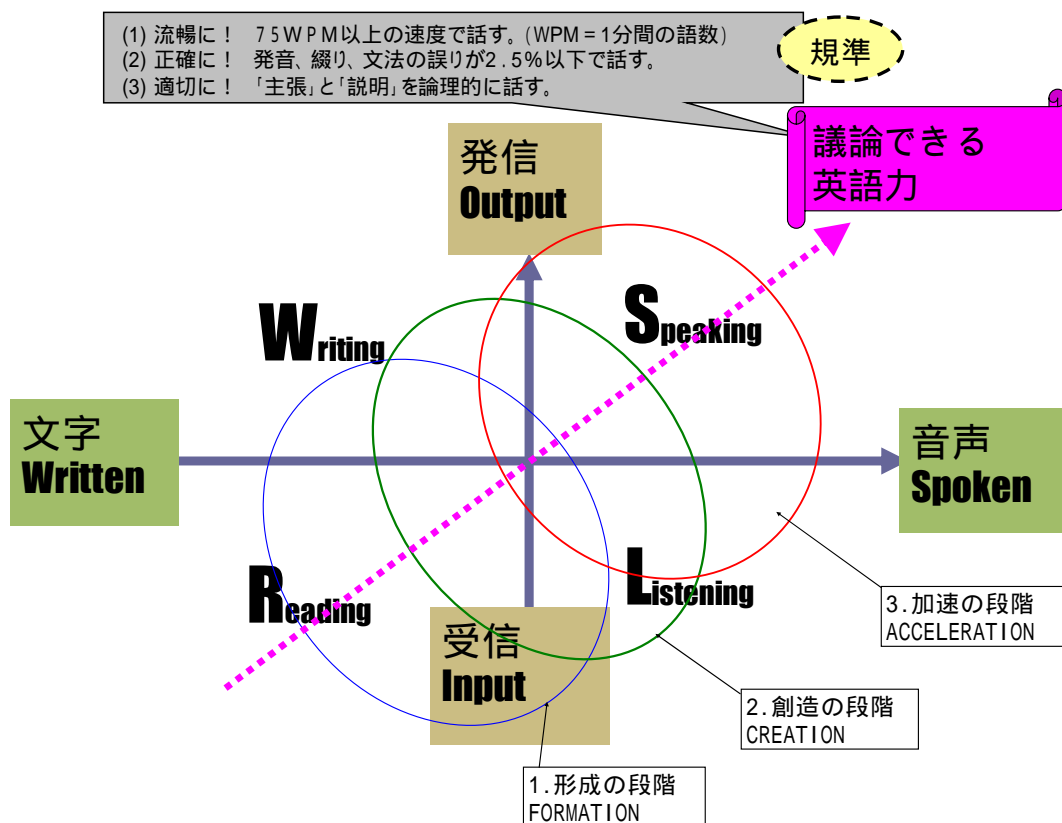 (1) 流暢に！ 75WPM以上の速度で話す。(WPM=1分間の語数)
(2) 正確に！ 発音、綴り、文法の誤りが2.5%以下で話す。
(3) 適切に！ 「主張」と「説明」を論理的に話す。
規準
議論できる
英語力
発信
Output
Writing
Speaking
文字
Written
音声
Spoken
Reading
Listening
受信
Input
3.加速の段階
ACCELERATION
2.創造の段階
CREATION
1.形成の段階
FORMATION